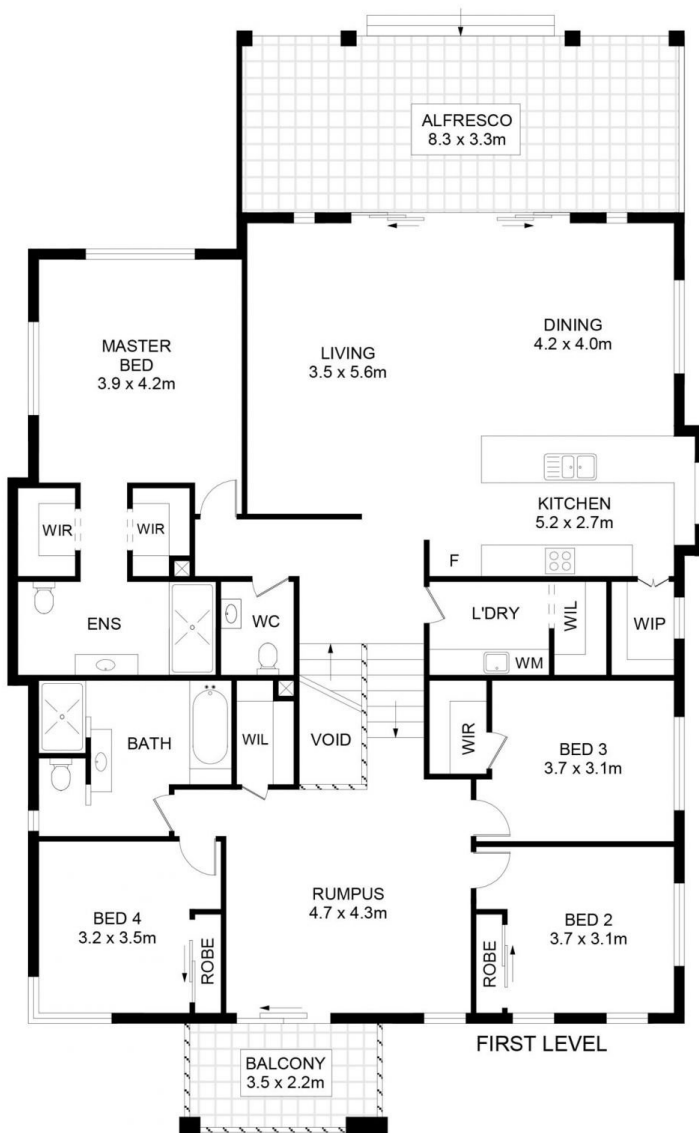 ALFRESCO
8.3 x 3.3m
MASTER
BED
3.9 x 4.2m
LIVING
3.5 x 5.6m
DINING
4.2 x 4.0m
KITCHEN
5.2 x 2.7m
F
WIR
WIR
ENS
WC
L'DRY
WM
WIL
WIP
BATH
WIL
VOID
WIR
BED 3
3.7 x 3.1m
RUMPUS
4.7 x 4.3m
BED 4
3.2 x 3.5m
ROBE
ROBE
BED 2
3.7 x 3.1m
FIRST LEVEL
BALCONY
3.5 x 2.2m